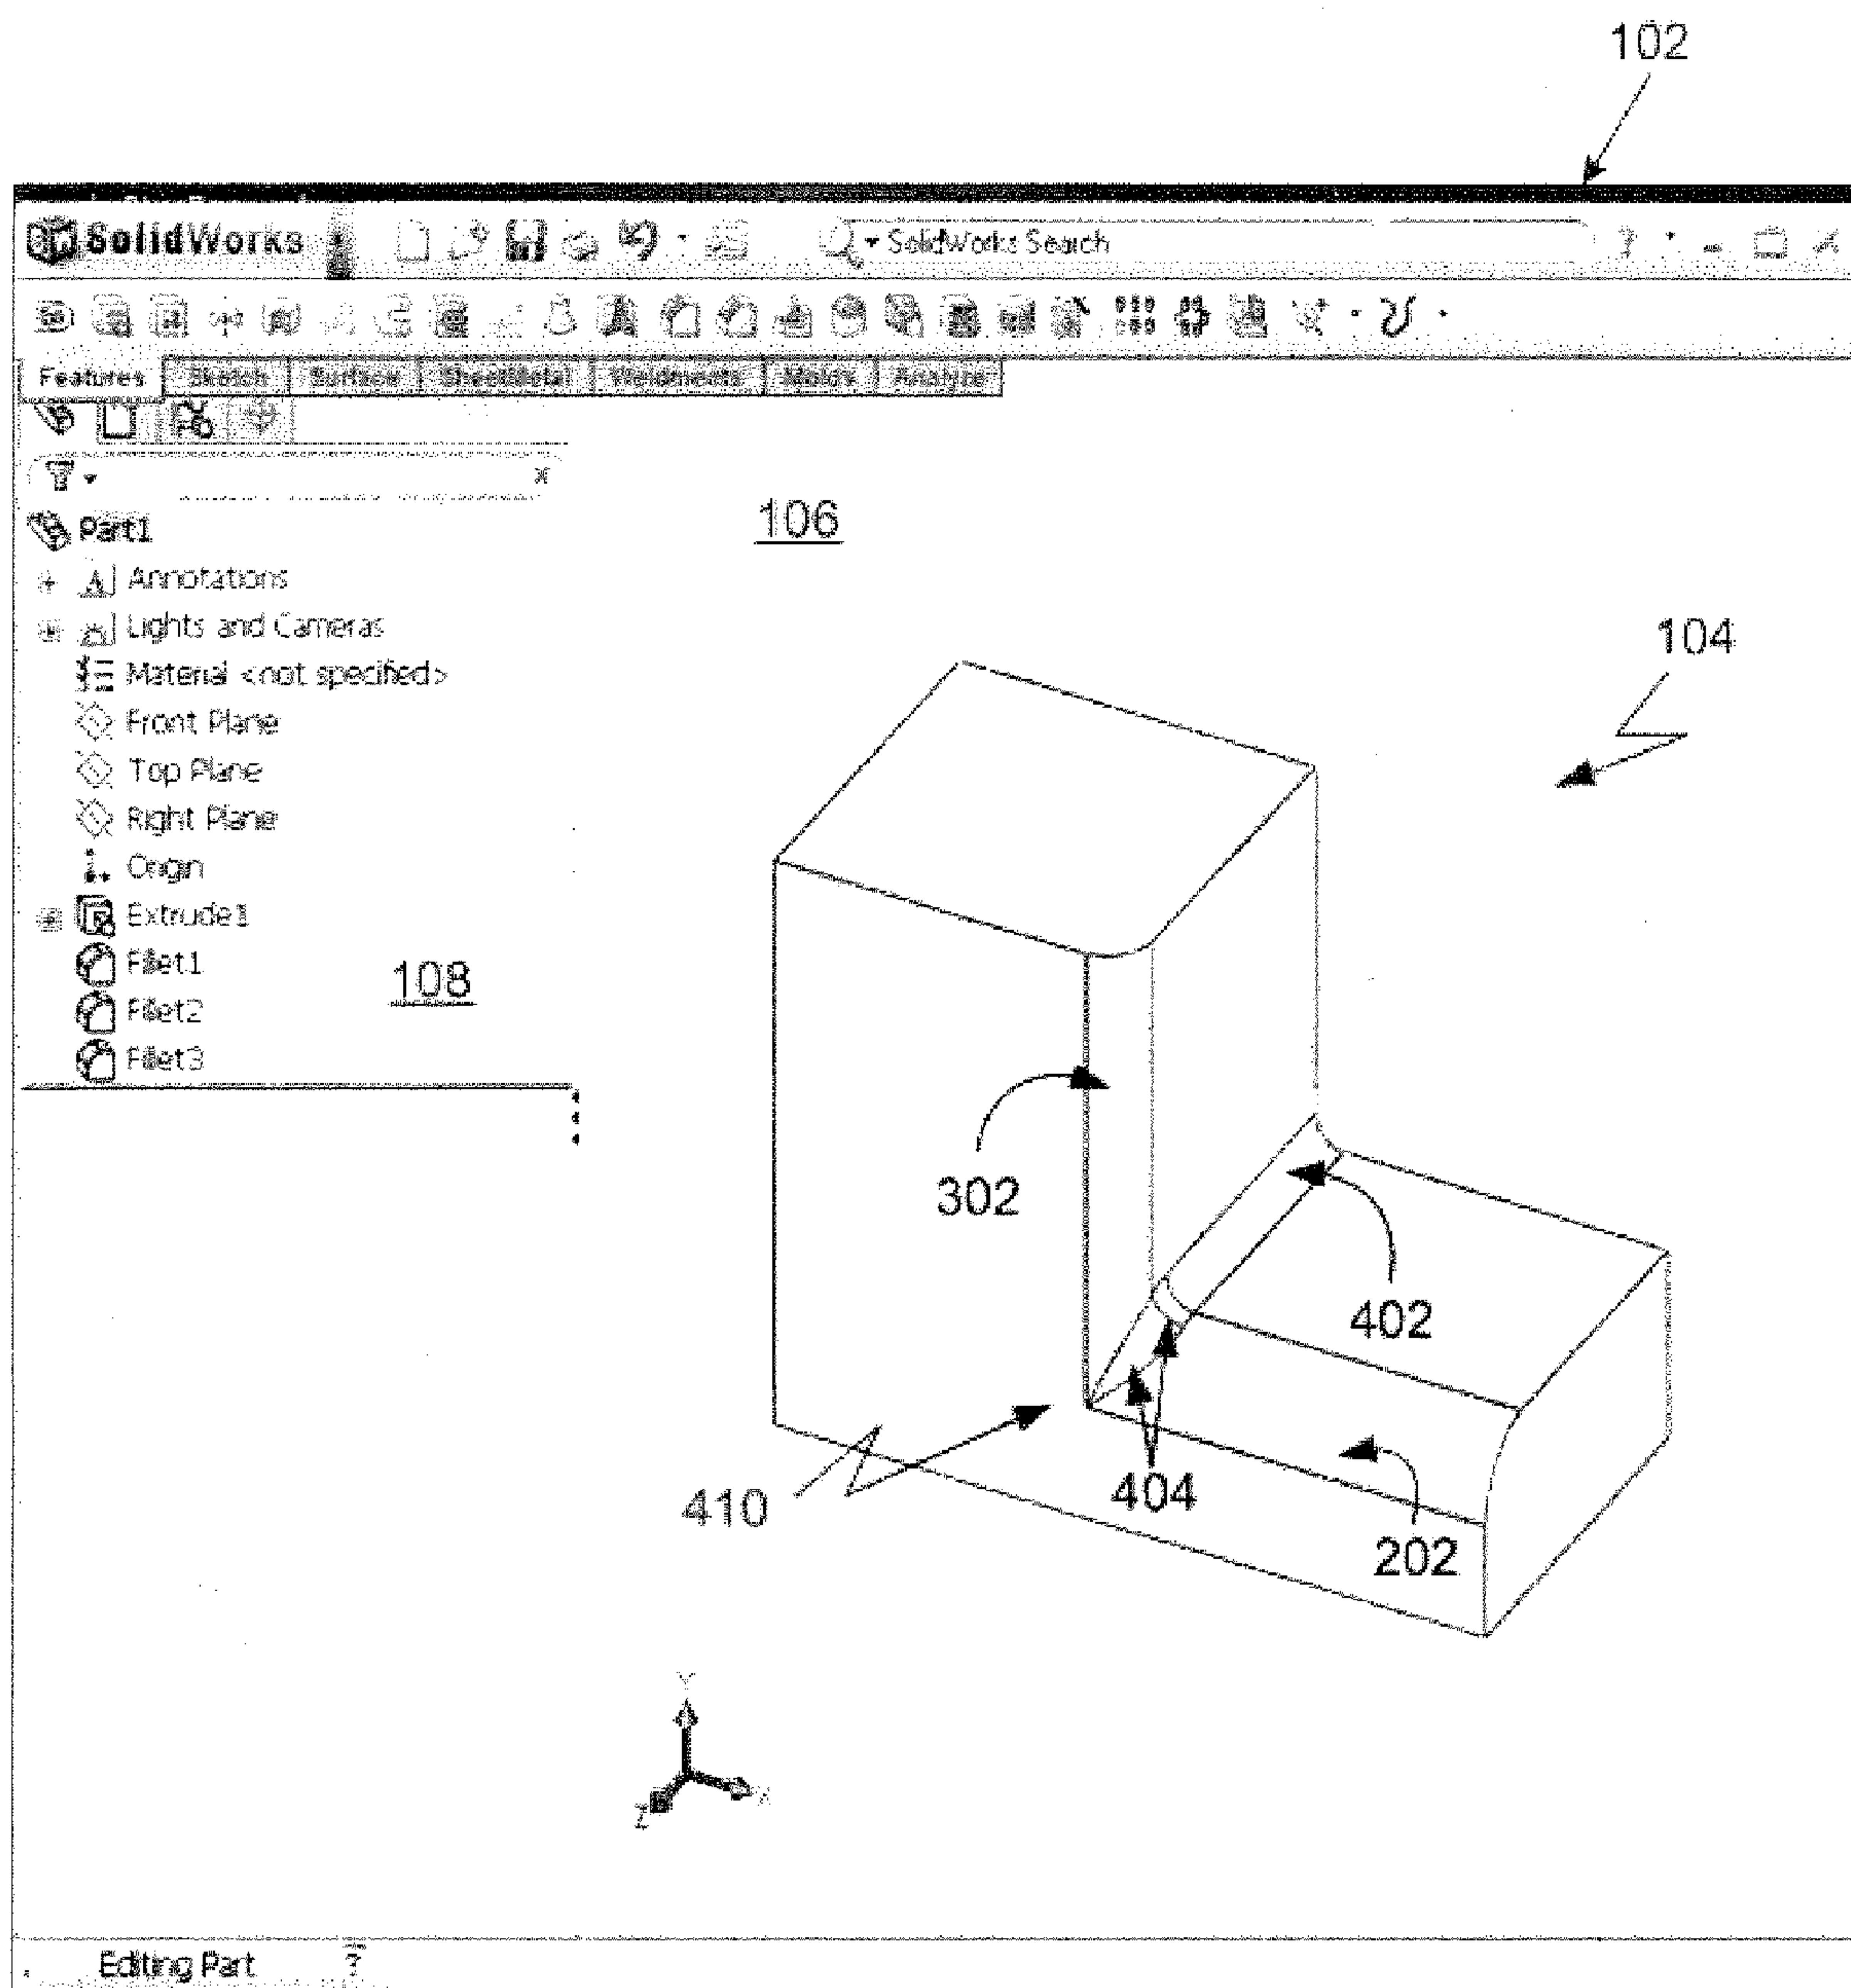 102
SolidWorks
SolidWorks Search ?
Features Sketch Surface SheetMetal Weldments Molds Analyze
Part1
A Annotations
Lights and Cameras
Material <not specified>
Front Plane
Top Plane
Right Plane
Origin
Extrude1
Fillet1
Fillet2
Fillet3
108
106
104
302
402
404
410
202
Y
Z X
Editing Part ?